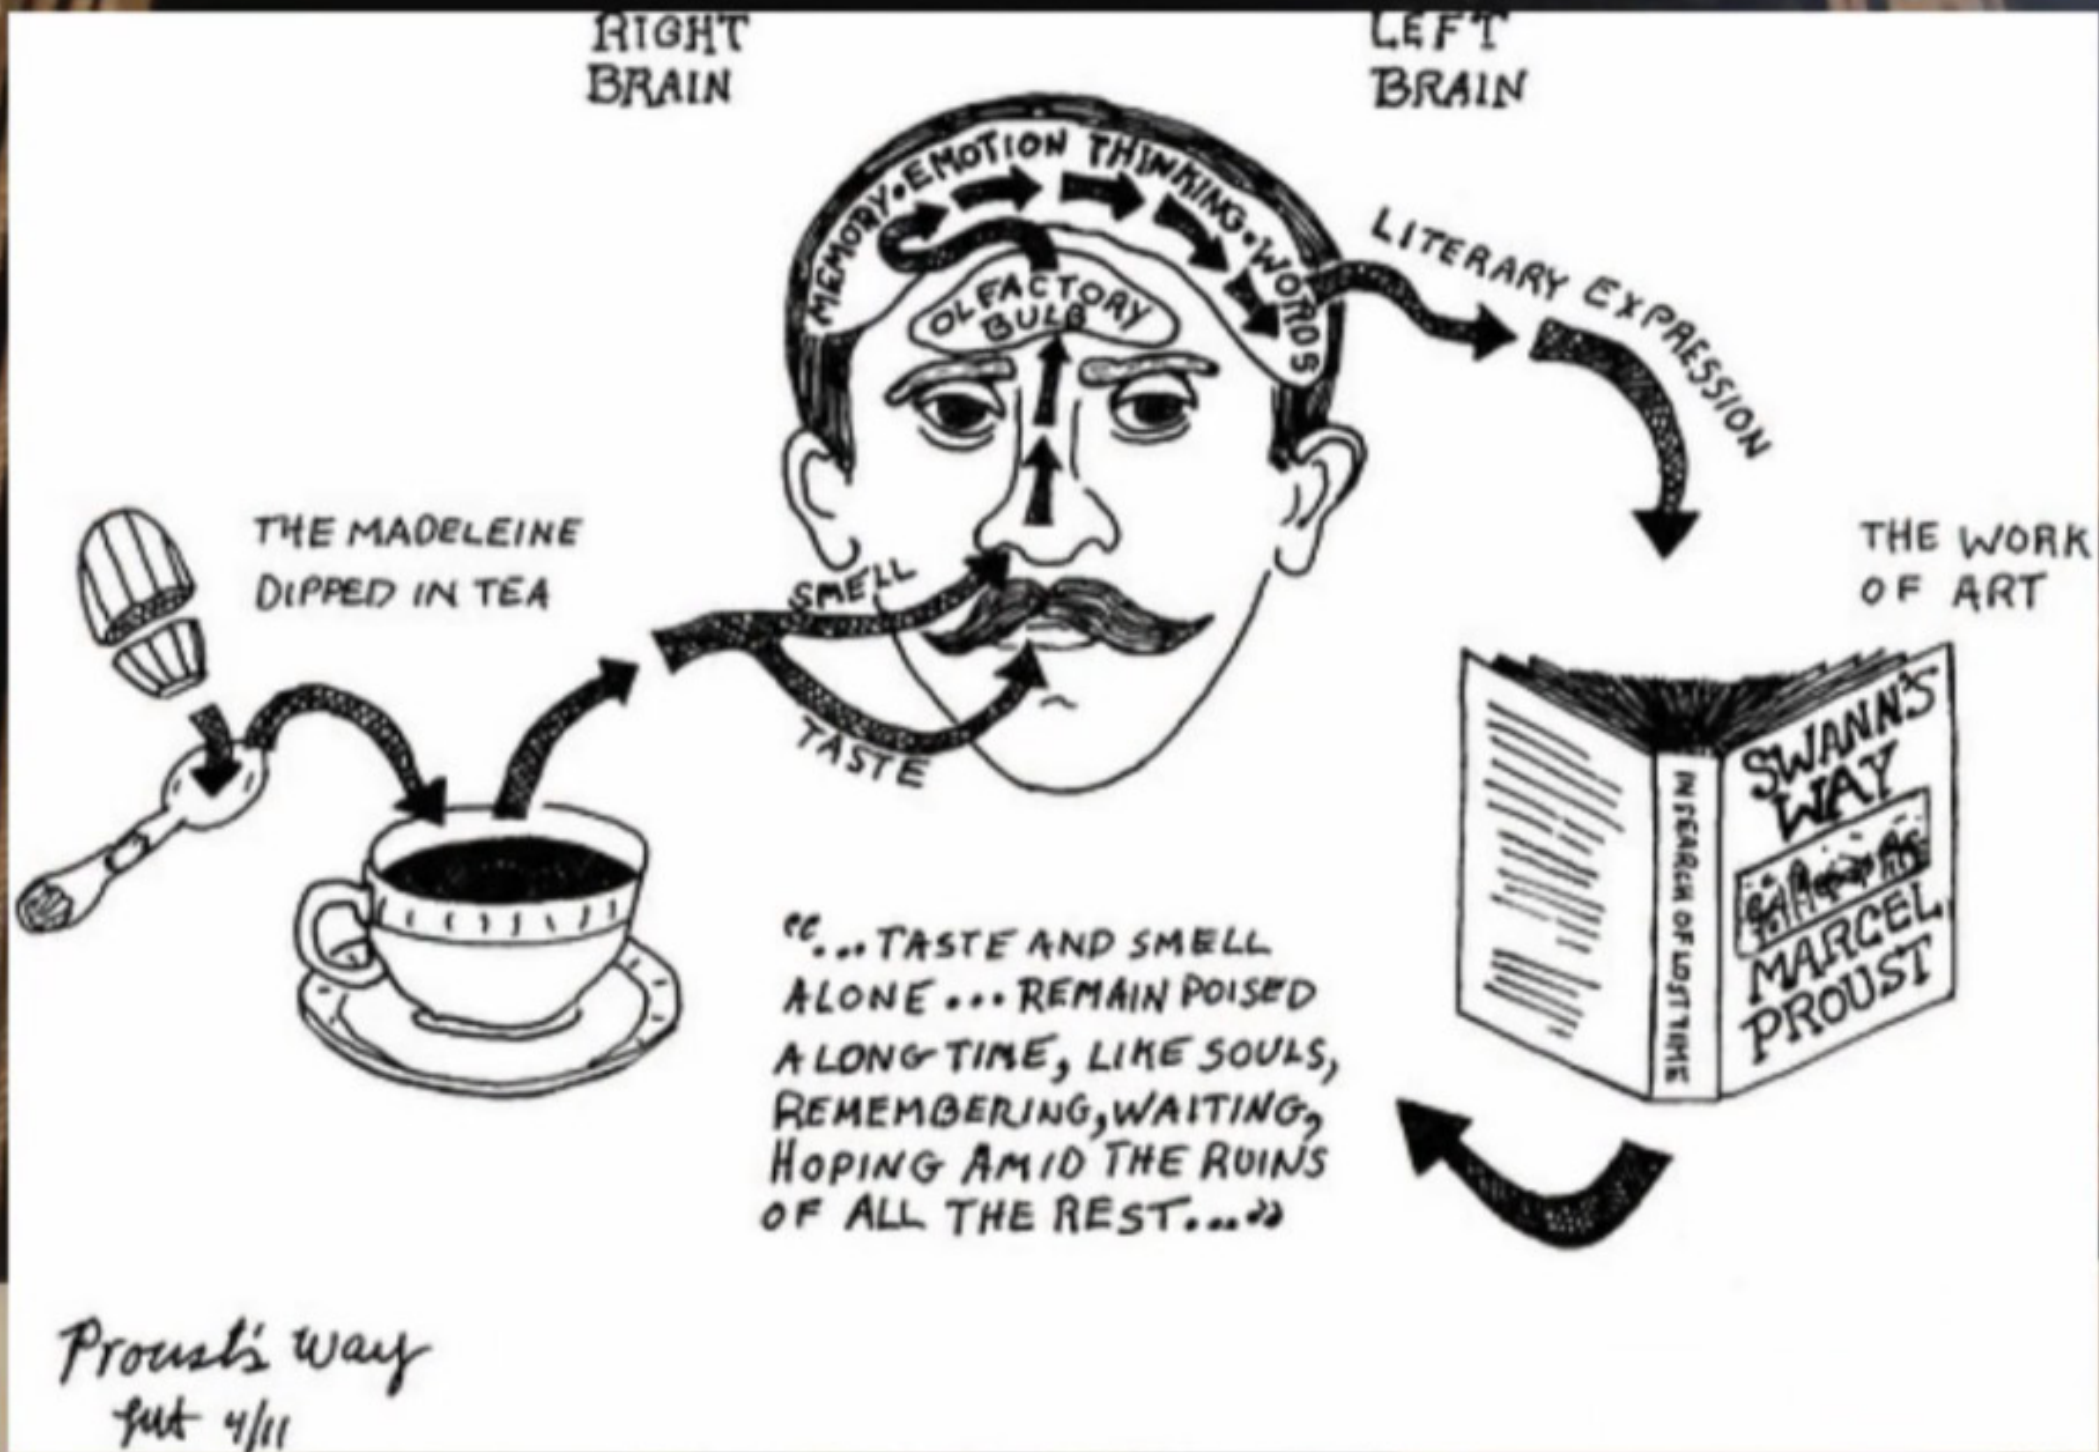 RIGHT
BRAIN
LEFT
BRAIN
MEMORY • EMOTION THINKING • WORDS
OLFACTORY
BULB
LITERARY EXPRESSION
THE MADELEINE
DIPPED IN TEA
SMELL
TASTE
THE WORK
OF ART
SWANN'S
WAY
MARCEL
PROUST
IN SEARCH OF LOST TIME
“...TASTE AND SMELL
ALONE ... REMAIN POISED
A LONG TIME, LIKE SOULS,
REMEMBERING, WAITING,
HOPING AMID THE RUINS
OF ALL THE REST...”
Proust's Way
4/11